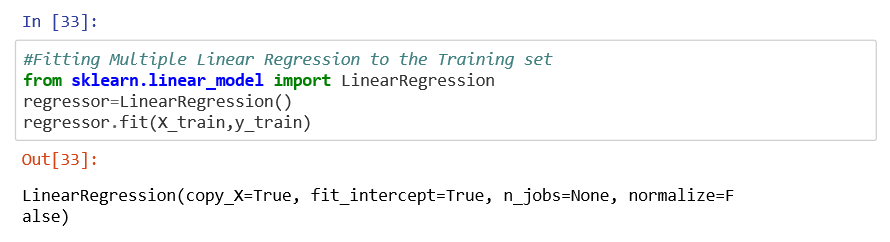 In [33]:
#Fitting Multiple Linear Regression to the Training set
from sklearn.linear_model import LinearRegression
regressor=LinearRegression()
regressor.fit(X_train,y_train)
Out[33]:
LinearRegression(copy_X=True, fit_intercept=True, n_jobs=None, normalize=F
alse)